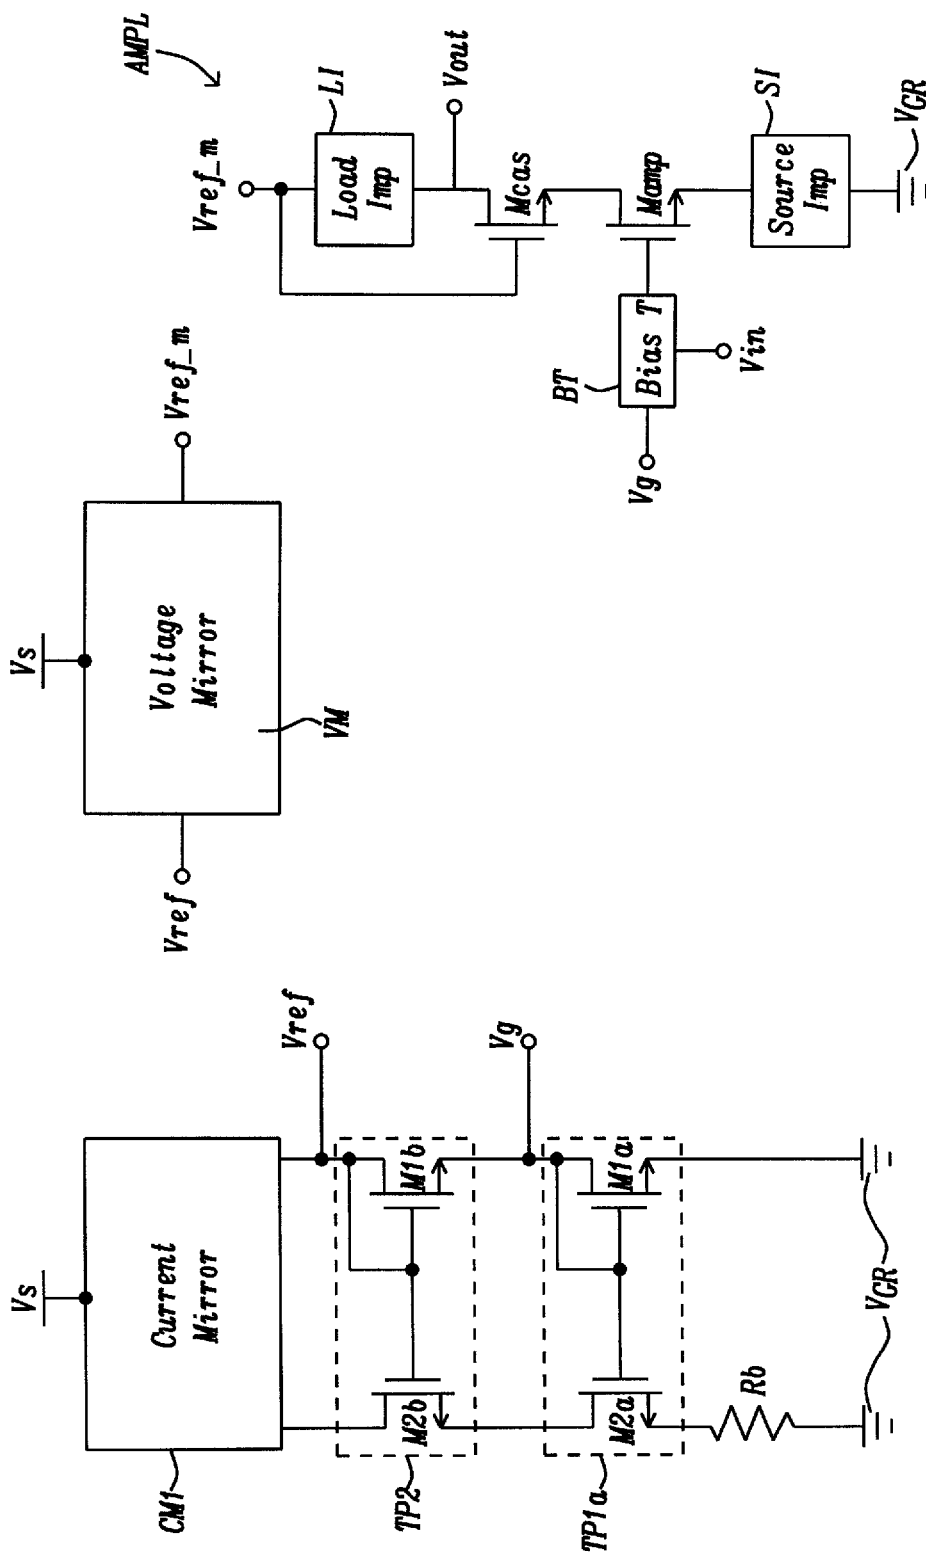 Vs
Current
Mirror
CM1
Vref
M2b
M1b
TP2
Vg
M2a
M1a
TP1a
Rb
VGR
Vs
Voltage
Mirror
VM
Vref
Vref_m
AMPL
Vref_m
LI
Load
Imp
Vout
Mcas
Mamp
BT
Bias T
Vg
Vin
SI
Source
Imp
VGR